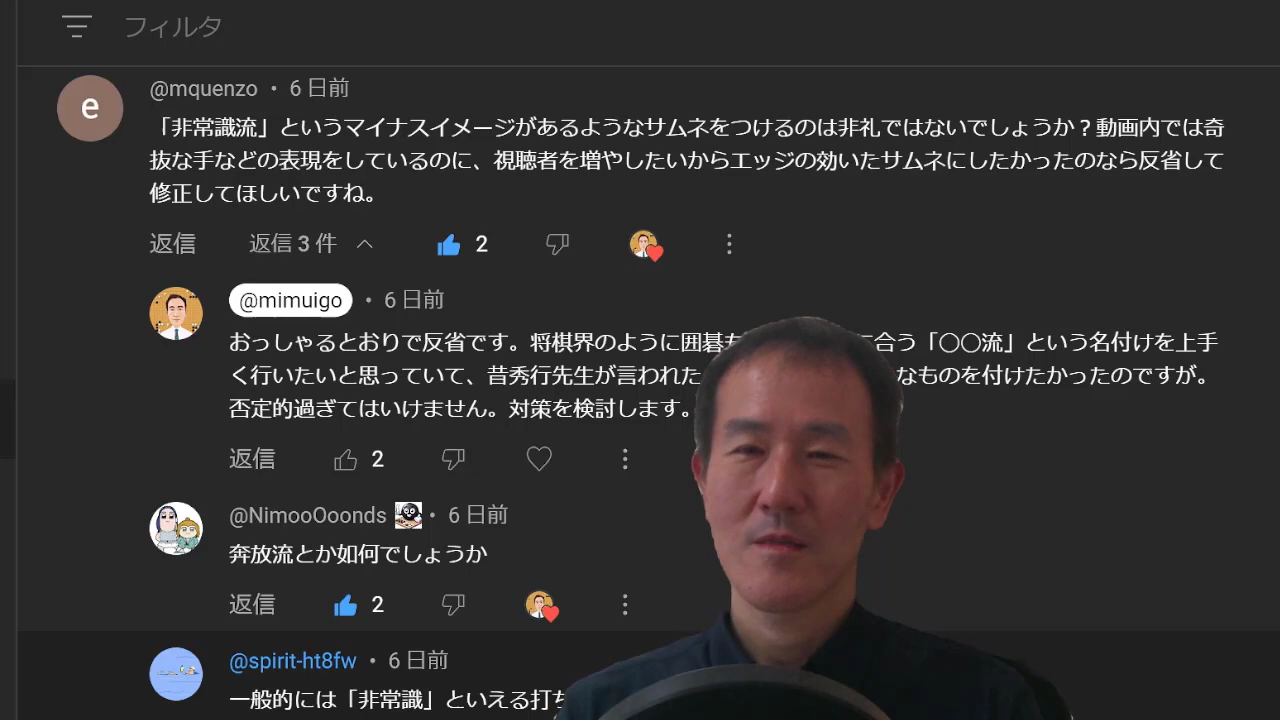 フィルタ
e
@mquenzo ・ 6 日前
「非常識流」というマイナスイメージがあるようなサムネをつけるのは非礼ではないでしょうか？動画内では奇
抜な手などの表現をしているのに、視聴者を増やしたいからエッジの効いたサムネにしたかったのなら反省して
修正してほしいですね。
返信 返信 3 件 2
@mimuigo ・ 6 日前
おっしゃるとおりで反省です。将棋界のように囲碁も 合う「〇〇流」という名付けを上手
く行いたいと思っていて、昔秀行先生が言われた なものを付けたかったのですが。
否定的過ぎてはいけません。対策を検討します。
返信 2
@NimooOoonds ・ 6 日前
奔放流とか如何でしょうか
返信 2
@spirit-ht8fw ・ 6 日前
一般的には「非常識」といえる打